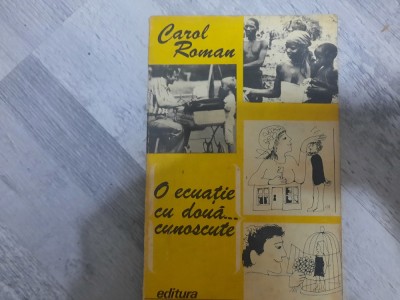 Carol
Roman
O ecuație
cu două...
cunoscute
editura